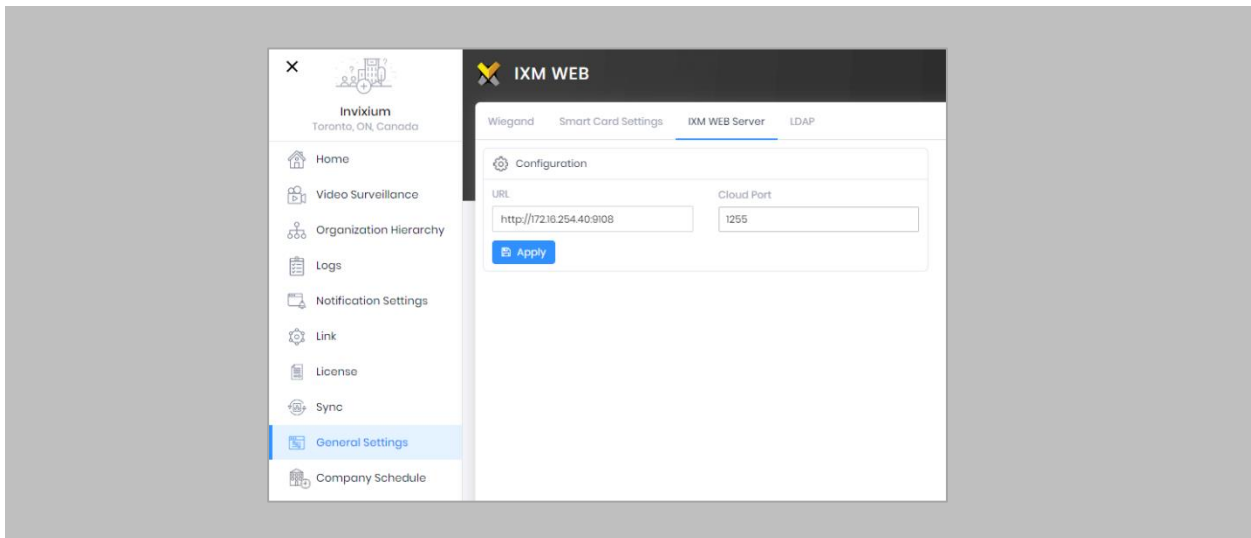 Invixium
Toronto, ON, Canada
Home
Video Surveillance
Organization Hierarchy
Logs
Notification Settings
Link
License
Sync
General Settings
Company Schedule
IXM WEB
Wiegand Smart Card Settings IXM WEB Server LDAP
Configuration
URL Cloud Port
http://172.16.254.40:9108 1255
Apply